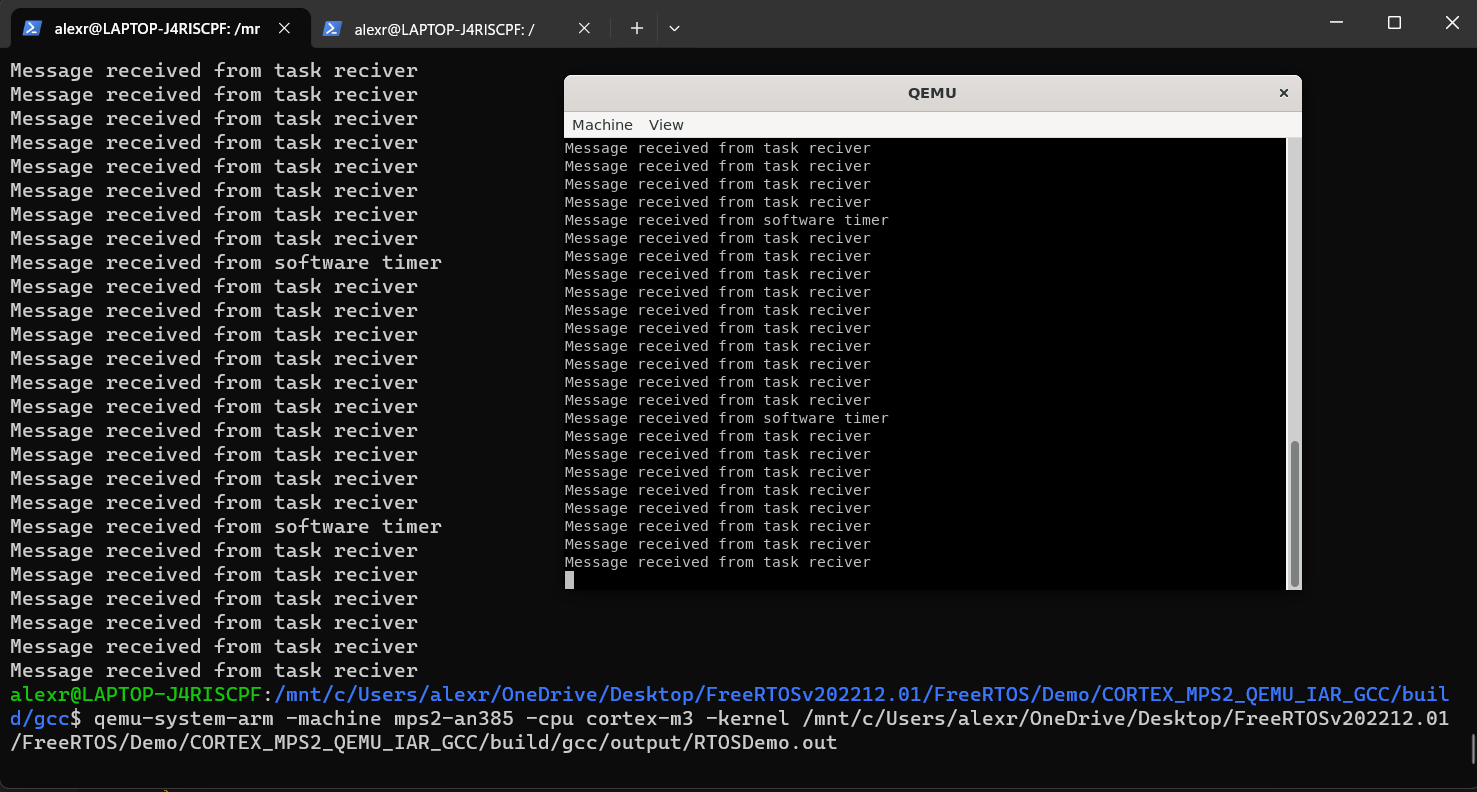 alexr@LAPTOP-J4RISCPF: /mr
alexr@LAPTOP-J4RISCPF: /
Message received from task reciver
Message received from task reciver
Message received from task reciver
Message received from task reciver
Message received from task reciver
Message received from task reciver
Message received from task reciver
Message received from task reciver
Message received from software timer
Message received from task reciver
Message received from task reciver
Message received from task reciver
Message received from task reciver
Message received from task reciver
Message received from task reciver
Message received from task reciver
Message received from task reciver
Message received from task reciver
Message received from task reciver
Message received from software timer
Message received from task reciver
Message received from task reciver
Message received from task reciver
Message received from task reciver
Message received from task reciver
Message received from task reciver
alexr@LAPTOP-J4RISCPF:/mnt/c/Users/alexr/OneDrive/Desktop/FreeRTOSv202212.01/FreeRTOS/Demo/CORTEX_MPS2_QEMU_IAR_GCC/buil
d/gcc$ qemu-system-arm -machine mps2-an385 -cpu cortex-m3 -kernel /mnt/c/Users/alexr/OneDrive/Desktop/FreeRTOSv202212.01
/FreeRTOS/Demo/CORTEX_MPS2_QEMU_IAR_GCC/build/gcc/output/RTOSDemo.out
QEMU
Machine View
Message received from task reciver
Message received from task reciver
Message received from task reciver
Message received from task reciver
Message received from software timer
Message received from task reciver
Message received from task reciver
Message received from task reciver
Message received from task reciver
Message received from task reciver
Message received from task reciver
Message received from task reciver
Message received from task reciver
Message received from task reciver
Message received from task reciver
Message received from software timer
Message received from task reciver
Message received from task reciver
Message received from task reciver
Message received from task reciver
Message received from task reciver
Message received from task reciver
Message received from task reciver
Message received from task reciver